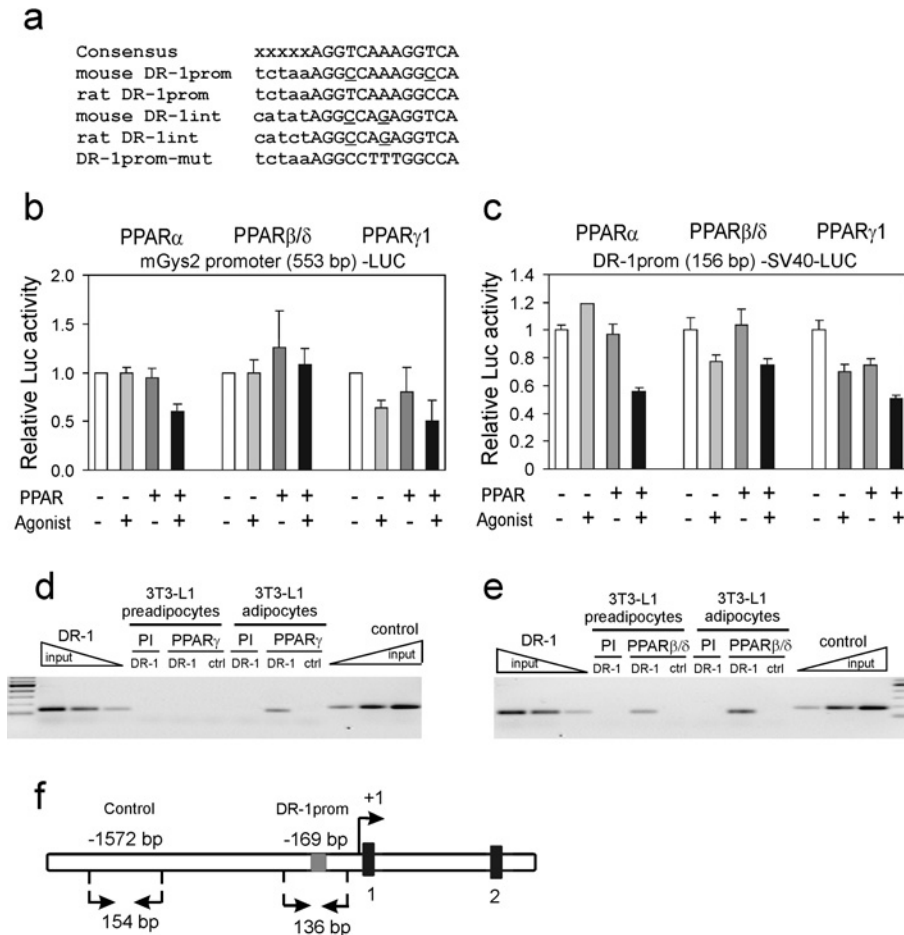 a
Consensus xxxxxAGGTCAAAGGTCA
mouse DR-1prom tctaaAGGCCAAAGGCCA
rat DR-1prom tctaaAGGTCAAAGGCCA
mouse DR-1int catatAGGCCAGAGGTCA
rat DR-1int catctAGGCCAGAGGTCA
DR-1prom-mut tctaaAGGCCTTTGGCCA
b
PPARα PPARβ/δ PPARγ1
mGys2 promoter (553 bp) -LUC
Relative Luc activity
2.0
1.5
1.0
0.5
0.0
PPAR - - + + - - + + - - + +
Agonist - + - + - + - + - + - +
c
PPARα PPARβ/δ PPARγ1
DR-1prom (156 bp) -SV40-LUC
Relative Luc activity
1.4
1.2
1
0.8
0.6
0.4
0.2
0
PPAR - - + + - - + + - - + +
Agonist - + - + - + - + - + - +
d
3T3-L1 3T3-L1
preadipocytes adipocytes
DR-1 PI PPARγ PI PPARγ control
input DR-1 DR-1 ctrl DR-1 DR-1 ctrl input
e
3T3-L1 3T3-L1
preadipocytes adipocytes
DR-1 PI PPARβ/δ PI PPARβ/δ control
input DR-1 DR-1 ctrl DR-1 DR-1 ctrl input
f
Control DR-1prom +1
-1572 bp -169 bp
154 bp 136 bp 1 2